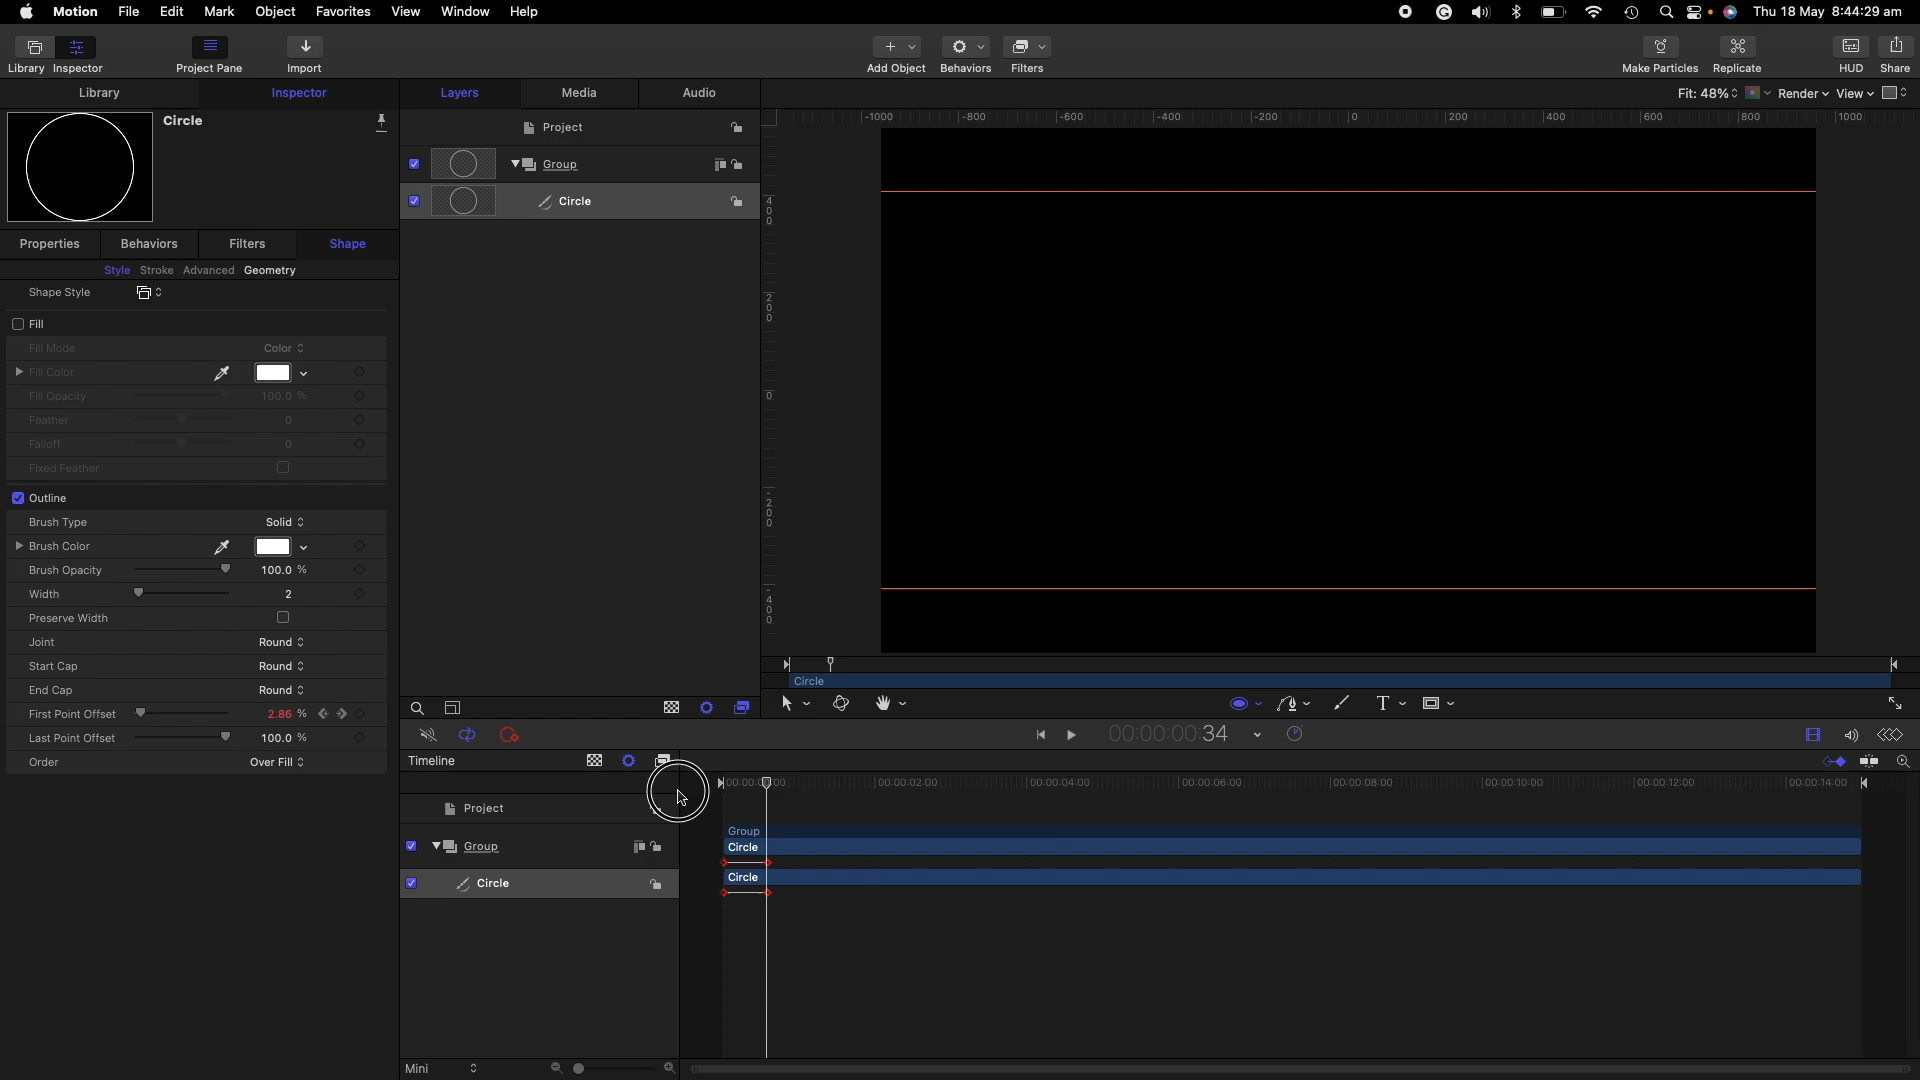 Motion File Edit Mark Object Favorites View Window Help Thu 18 May 8:44:29 am
Library Inspector Project Pane Import Add Object Behaviors Filters Make Particles Replicate HUD Share
Library Inspector Layers Media Audio Fit: 48% Render View
-1000 -800 -600 -400 -200 0 200 400 600 800 1000
Circle
Project
Group
Circle
Properties Behaviors Filters Shape
Style Stroke Advanced Geometry
Shape Style
Fill
Fill Mode Color
Fill Color
Fill Opacity 100.0 %
Feather 0
Falloff 0
Fixed Feather
Outline
Brush Type Solid
Brush Color
Brush Opacity 100.0 %
Width 2
Preserve Width
Joint Round
Start Cap Round
End Cap Round
First Point Offset 2.86 %
Last Point Offset 100.0 %
Order Over Fill
400
200
0
-200
-400
Circle
T
00:00:00:34
Timeline
00:00:02:00 00:00:04:00 00:00:06:00 00:00:08:00 00:00:10:00 00:00:12:00 00:00:14:00
Project
Group
Circle
Group
Circle
Circle
Mini